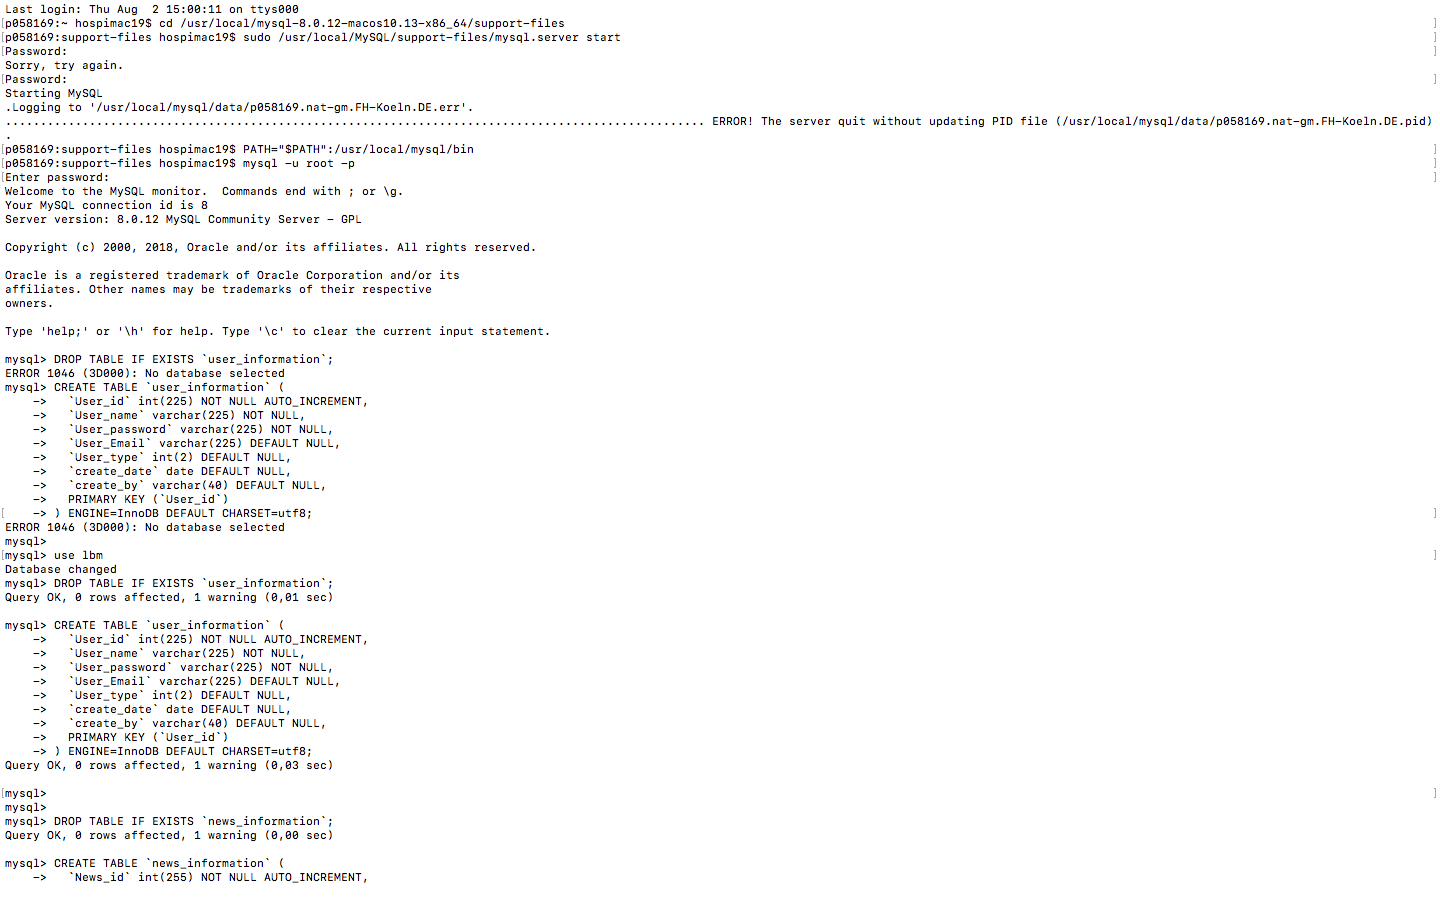 Last login: Thu Aug  2 15:00:11 on ttys000
[p058169:~ hospimac19$ cd /usr/local/mysql-8.0.12-macos10.13-x86_64/support-files ]
[p058169:support-files hospimac19$ sudo /usr/local/MySQL/support-files/mysql.server start ]
[Password: ]
Sorry, try again.
[Password: ]
Starting MySQL
.Logging to '/usr/local/mysql/data/p058169.nat-gm.FH-Koeln.DE.err'.
.................................................................................................... ERROR! The server quit without updating PID file (/usr/local/mysql/data/p058169.nat-gm.FH-Koeln.DE.pid)
.
[p058169:support-files hospimac19$ PATH="$PATH":/usr/local/mysql/bin ]
[p058169:support-files hospimac19$ mysql -u root -p ]
[Enter password: ]
Welcome to the MySQL monitor.  Commands end with ; or \g.
Your MySQL connection id is 8
Server version: 8.0.12 MySQL Community Server - GPL
Copyright (c) 2000, 2018, Oracle and/or its affiliates. All rights reserved.
Oracle is a registered trademark of Oracle Corporation and/or its
affiliates. Other names may be trademarks of their respective
owners.
Type 'help;' or '\h' for help. Type '\c' to clear the current input statement.
mysql> DROP TABLE IF EXISTS `user_information`;
ERROR 1046 (3D000): No database selected
mysql> CREATE TABLE `user_information` (
    ->   `User_id` int(225) NOT NULL AUTO_INCREMENT,
    ->   `User_name` varchar(225) NOT NULL,
    ->   `User_password` varchar(225) NOT NULL,
    ->   `User_Email` varchar(225) DEFAULT NULL,
    ->   `User_type` int(2) DEFAULT NULL,
    ->   `create_date` date DEFAULT NULL,
    ->   `create_by` varchar(40) DEFAULT NULL,
    ->   PRIMARY KEY (`User_id`)
[    -> ) ENGINE=InnoDB DEFAULT CHARSET=utf8; ]
ERROR 1046 (3D000): No database selected
mysql>
[mysql> use lbm ]
Database changed
mysql> DROP TABLE IF EXISTS `user_information`;
Query OK, 0 rows affected, 1 warning (0,01 sec)
mysql> CREATE TABLE `user_information` (
    ->   `User_id` int(225) NOT NULL AUTO_INCREMENT,
    ->   `User_name` varchar(225) NOT NULL,
    ->   `User_password` varchar(225) NOT NULL,
    ->   `User_Email` varchar(225) DEFAULT NULL,
    ->   `User_type` int(2) DEFAULT NULL,
    ->   `create_date` date DEFAULT NULL,
    ->   `create_by` varchar(40) DEFAULT NULL,
    ->   PRIMARY KEY (`User_id`)
    -> ) ENGINE=InnoDB DEFAULT CHARSET=utf8;
Query OK, 0 rows affected, 1 warning (0,03 sec)
[mysql> ]
mysql>
mysql> DROP TABLE IF EXISTS `news_information`;
Query OK, 0 rows affected, 1 warning (0,00 sec)
mysql> CREATE TABLE `news_information` (
    ->   `News_id` int(255) NOT NULL AUTO_INCREMENT,